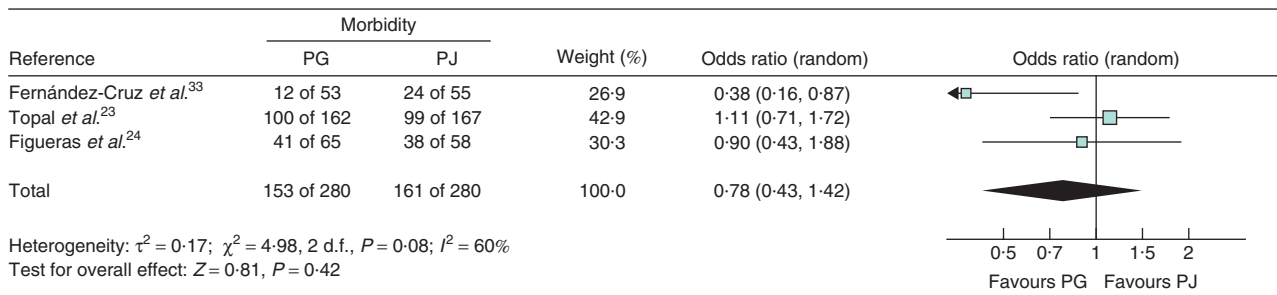 Morbidity
Reference PG PJ Weight (%) Odds ratio (random) Odds ratio (random)
Fernández-Cruz et al.33 12 of 53 24 of 55 26·9 0·38 (0·16, 0·87)
Topal et al.23 100 of 162 99 of 167 42·9 1·11 (0·71, 1·72)
Figueras et al.24 41 of 65 38 of 58 30·3 0·90 (0·43, 1·88)
Total 153 of 280 161 of 280 100·0 0·78 (0·43, 1·42)
Heterogeneity: τ2 = 0·17; χ2 = 4·98, 2 d.f., P = 0·08; I2 = 60%
Test for overall effect: Z = 0·81, P = 0·42
0·5 0·7 1 1·5 2
Favours PG Favours PJ